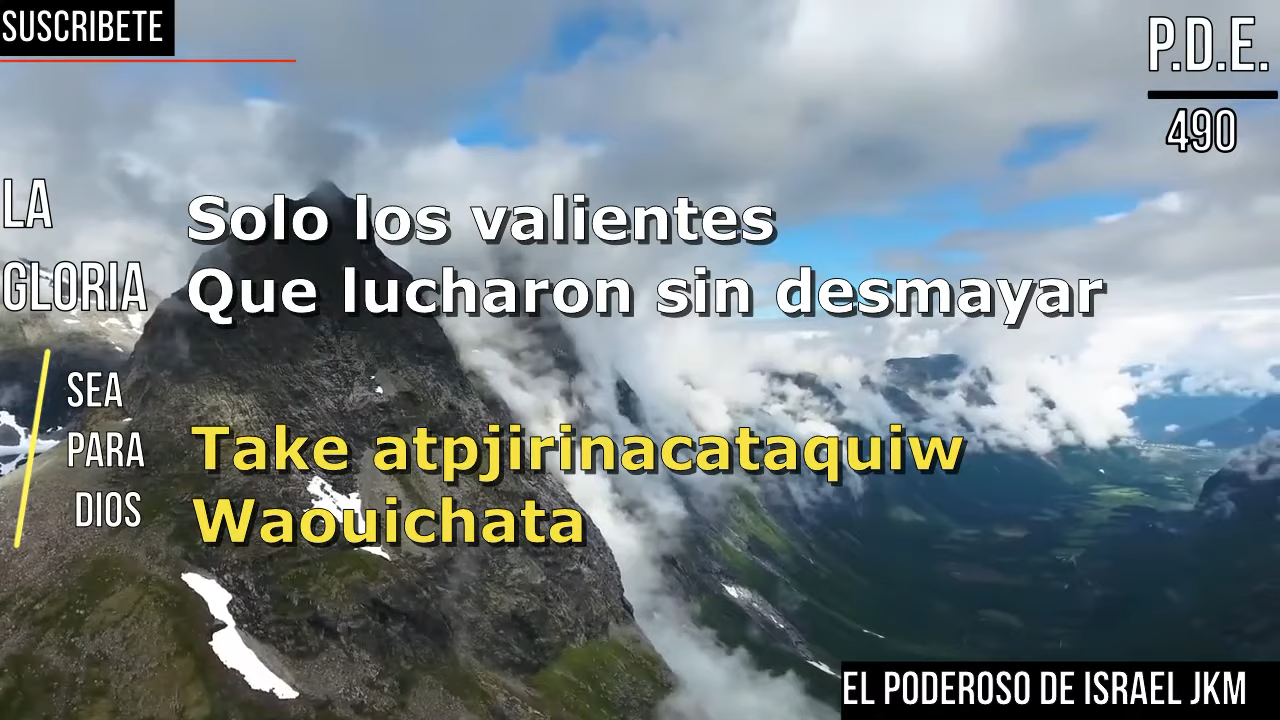 SUSCRIBETE
P.D.E.
490
LA
GLORIA
SEA
PARA
DIOS
Solo los valientes
Que lucharon sin desmayar
Take atpjirinacataquiw
Waouichata
EL PODEROSO DE ISRAEL JKM